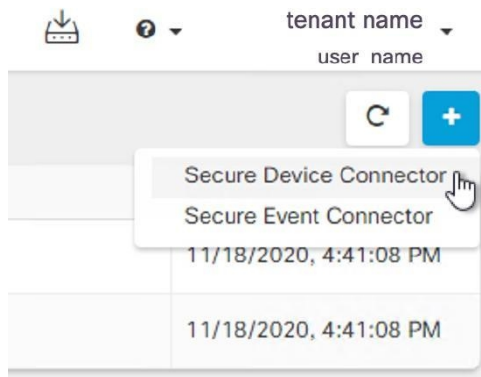 tenant name
user name
Secure Device Connector
Secure Event Connector
11/18/2020, 4:41:08 PM
11/18/2020, 4:41:08 PM